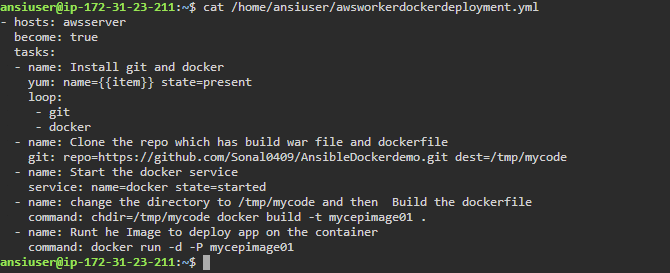 ansiuser@ip-172-31-23-211:~$ cat /home/ansiuser/awsworkerdockerdeployment.yml
- hosts: awsserver
  become: true
  tasks:
  - name: Install git and docker
    yum: name={{item}} state=present
    loop:
     - git
     - docker
  - name: Clone the repo which has build war file and dockerfile
    git: repo=https://github.com/Sonal0409/AnsibleDockerdemo.git dest=/tmp/mycode
  - name: Start the docker service
    service: name=docker state=started
  - name: change the directory to /tmp/mycode and then  Build the dockerfile
    command: chdir=/tmp/mycode docker build -t mycepimage01 .
  - name: Runt he Image to deploy app on the container
    command: docker run -d -P mycepimage01
ansiuser@ip-172-31-23-211:~$